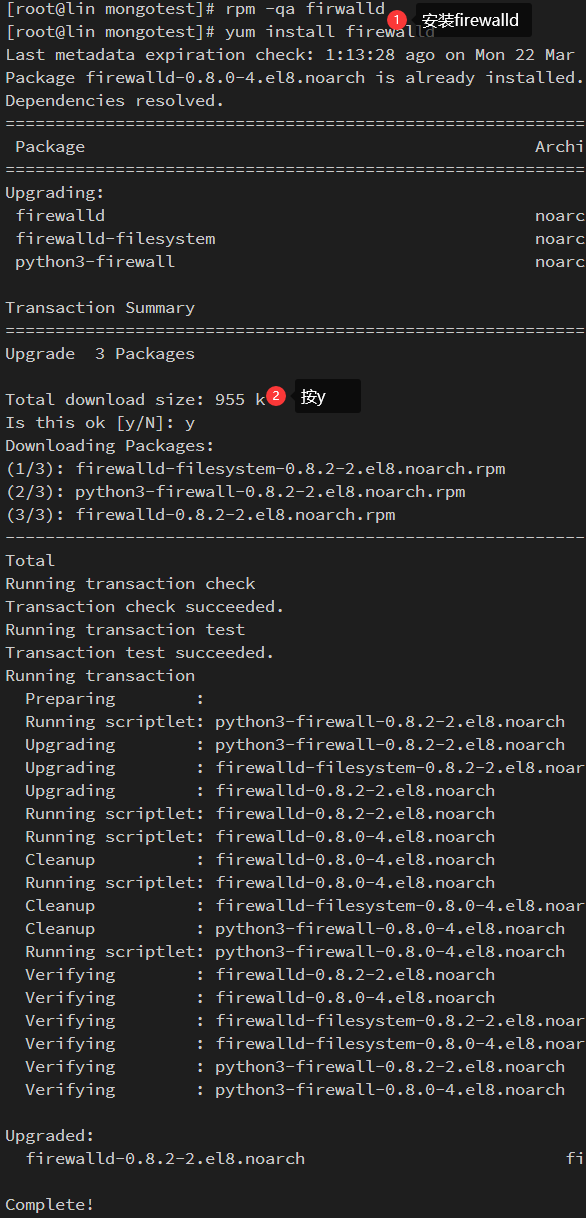 [root@lin mongotest]# rpm -qa firwalld
1 安装firewalld
[root@lin mongotest]# yum install firewalld
Last metadata expiration check: 1:13:28 ago on Mon 22 Mar
Package firewalld-0.8.0-4.el8.noarch is already installed.
Dependencies resolved.
================================================================
Package Archi
================================================================
Upgrading:
firewalld noarc
firewalld-filesystem noarc
python3-firewall noarc
Transaction Summary
================================================================
Upgrade 3 Packages
Total download size: 955 k
2 按y
Is this ok [y/N]: y
Downloading Packages:
(1/3): firewalld-filesystem-0.8.2-2.el8.noarch.rpm
(2/3): python3-firewall-0.8.2-2.el8.noarch.rpm
(3/3): firewalld-0.8.2-2.el8.noarch.rpm
----------------------------------------------------------------
Total
Running transaction check
Transaction check succeeded.
Running transaction test
Transaction test succeeded.
Running transaction
Preparing :
Running scriptlet: python3-firewall-0.8.2-2.el8.noarch
Upgrading : python3-firewall-0.8.2-2.el8.noarch
Upgrading : firewalld-filesystem-0.8.2-2.el8.noar
Upgrading : firewalld-0.8.2-2.el8.noarch
Running scriptlet: firewalld-0.8.2-2.el8.noarch
Running scriptlet: firewalld-0.8.0-4.el8.noarch
Cleanup : firewalld-0.8.0-4.el8.noarch
Running scriptlet: firewalld-0.8.0-4.el8.noarch
Cleanup : firewalld-filesystem-0.8.0-4.el8.noar
Cleanup : python3-firewall-0.8.0-4.el8.noarch
Running scriptlet: python3-firewall-0.8.0-4.el8.noarch
Verifying : firewalld-0.8.2-2.el8.noarch
Verifying : firewalld-0.8.0-4.el8.noarch
Verifying : firewalld-filesystem-0.8.2-2.el8.noar
Verifying : firewalld-filesystem-0.8.0-4.el8.noar
Verifying : python3-firewall-0.8.2-2.el8.noarch
Verifying : python3-firewall-0.8.0-4.el8.noarch
Upgraded:
firewalld-0.8.2-2.el8.noarch fi
Complete!